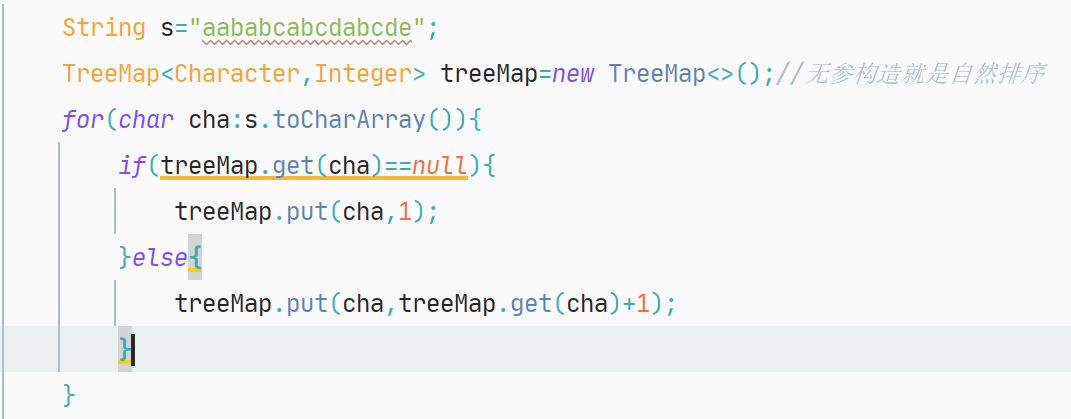 String s="aababcabcdabcde";
TreeMap<Character,Integer> treeMap=new TreeMap<>();//无参构造就是自然排序
for(char cha:s.toCharArray()){
if(treeMap.get(cha)==null){
treeMap.put(cha,1);
}else{
treeMap.put(cha,treeMap.get(cha)+1);
}
}